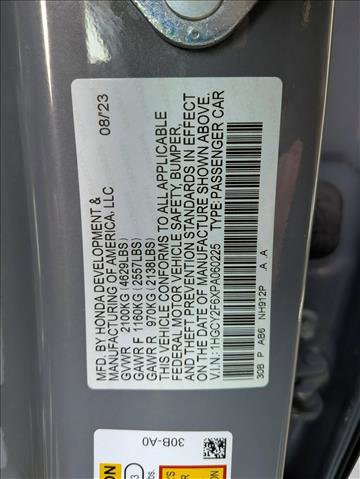 MFD. BY HONDA DEVELOPMENT & 08/'23
MANUFACTURING OF AMERICA, LLC
GVWR 2100KG (4629LBS)
GAWR F 1160KG (2557LBS)
GAWR R 970KG (2138LBS)
THIS VEHICLE CONFORMS TO ALL APPLICABLE
FEDERAL MOTOR VEHICLE SAFETY, BUMPER,
AND THEFT PREVENTION STANDARDS IN EFFECT
ON THE DATE OF MANUFACTURE SHOWN ABOVE.
V.I.N.: 1HGCY2F6XPA060225 TYPE: PASSENGER CAR
30B P AB6 NH912P .A .A
30B-A0